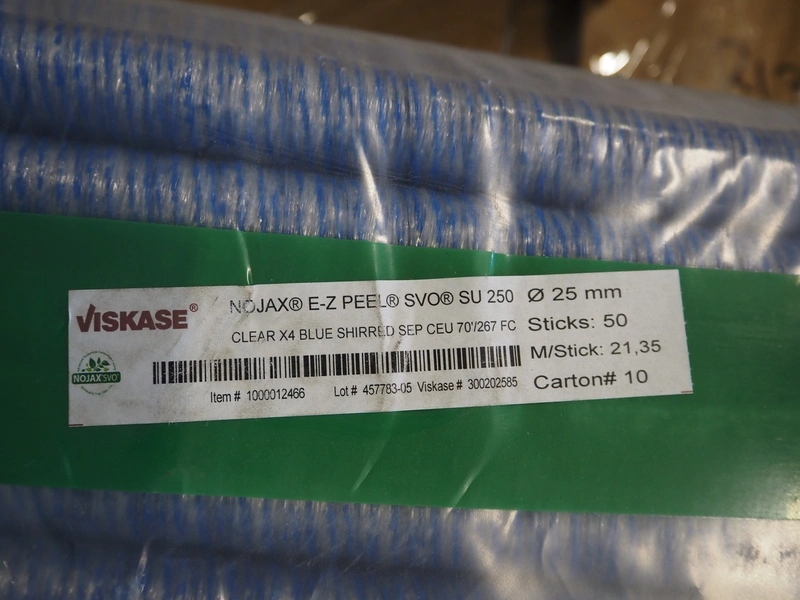 VISKASE®
NOJAX® E-Z PEEL® SVO® SU 250
CLEAR X4 BLUE SHIRRED SEP CEU 70'/267 FC
Item # 1000012466
Lot # 457783-05 Viskase # 300202585
Ø 25 mm
Sticks: 50
M/Stick: 21,35
Carton# 10
NOJAX® SVO®